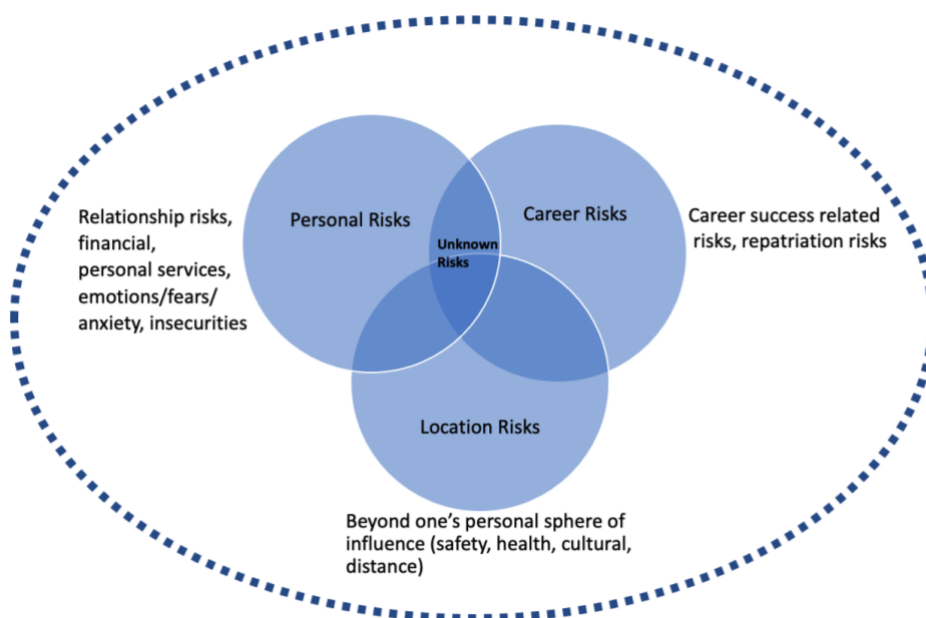 Personal Risks
Career Risks
Unknown
Risks
Location Risks
Relationship risks,
financial,
personal services,
emotions/fears/
anxiety, insecurities
Career success related
risks, repatriation risks
Beyond one’s personal sphere of
influence (safety, health, cultural,
distance)